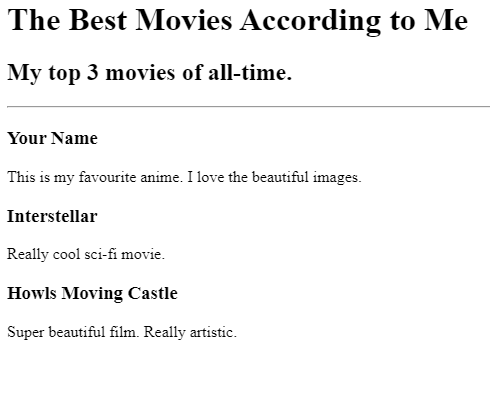 The Best Movies According to Me
My top 3 movies of all-time.
Your Name
This is my favourite anime. I love the beautiful images.
Interstellar
Really cool sci-fi movie.
Howls Moving Castle
Super beautiful film. Really artistic.